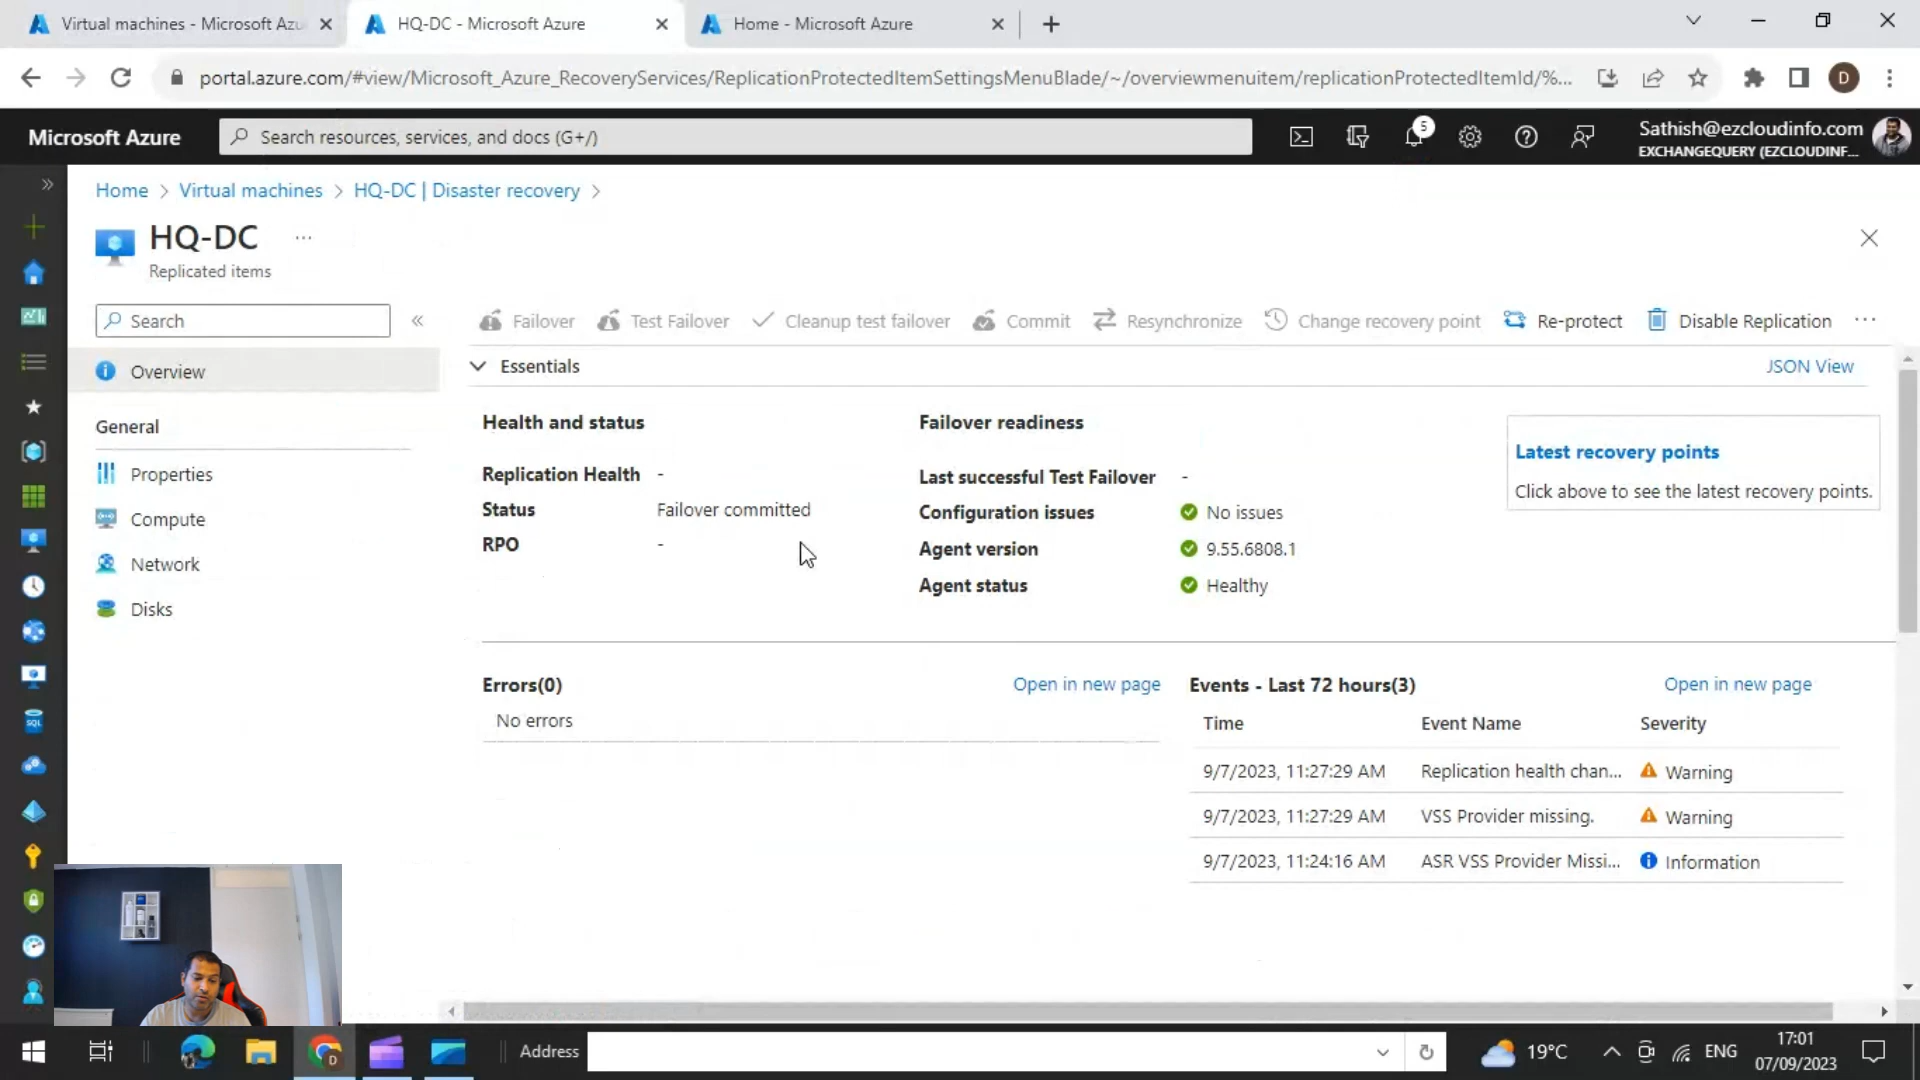 Virtual machines - Microsoft Azu
HQ-DC - Microsoft Azure
Home - Microsoft Azure
portal.azure.com/#view/Microsoft_Azure_RecoveryServices/ReplicationProtectedItemSettingsMenuBlade/~/overviewmenuitem/replicationProtectedItemId/%...
D
Microsoft Azure
Search resources, services, and docs (G+/)
5
Sathish@ezcloudinfo.com
EXCHANGEQUERY (EZCLOUDINF...
Home > Virtual machines > HQ-DC | Disaster recovery >
HQ-DC
...
Replicated items
Search
«
Failover
Test Failover
Cleanup test failover
Commit
Resynchronize
Change recovery point
Re-protect
Disable Replication
...
Overview
General
Properties
Compute
Network
Disks
Essentials
JSON View
Health and status
Replication Health -
Status Failover committed
RPO -
Failover readiness
Last successful Test Failover -
Configuration issues No issues
Agent version 9.55.6808.1
Agent status Healthy
Latest recovery points
Click above to see the latest recovery points.
Errors(0)
Open in new page
No errors
Events - Last 72 hours(3)
Open in new page
Time Event Name Severity
9/7/2023, 11:27:29 AM Replication health chan... Warning
9/7/2023, 11:27:29 AM VSS Provider missing. Warning
9/7/2023, 11:24:16 AM ASR VSS Provider Missi... Information
SQL
D
Address
19°C
ENG
17:01
07/09/2023